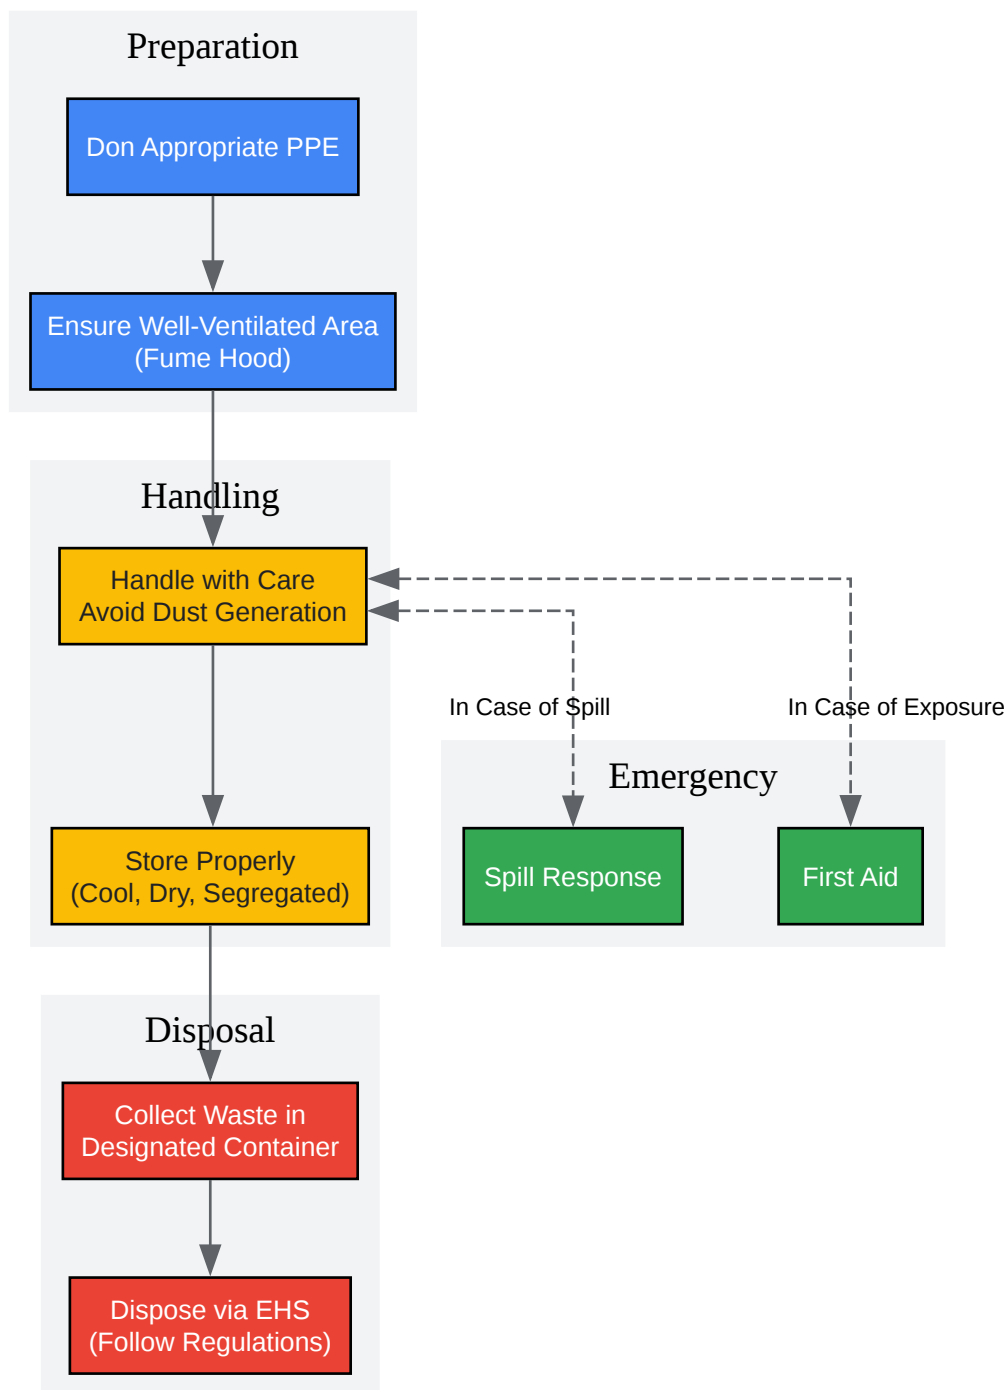 Preparation
Don Appropriate PPE
Ensure Well-Ventilated Area
(Fume Hood)
Handling
Handle with Care
Avoid Dust Generation
In Case of Spill
In Case of Exposure
Emergency
Store Properly
(Cool, Dry, Segregated)
Spill Response
First Aid
Disposal
Collect Waste in
Designated Container
Dispose via EHS
(Follow Regulations)